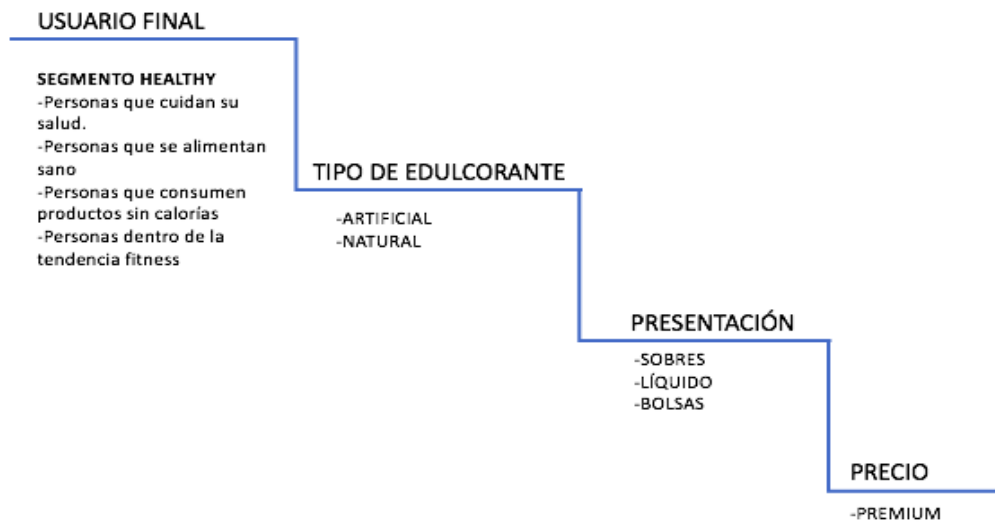 USUARIO FINAL
SEGMENTO HEALTHY
-Personas que cuidan su
salud.
-Personas que se alimentan
sano
-Personas que consumen
productos sin calorías
-Personas dentro de la
tendencia fitness
TIPO DE EDULCORANTE
-ARTIFICIAL
-NATURAL
PRESENTACIÓN
-SOBRES
-LÍQUIDO
-BOLSAS
PRECIO
-PREMIUM